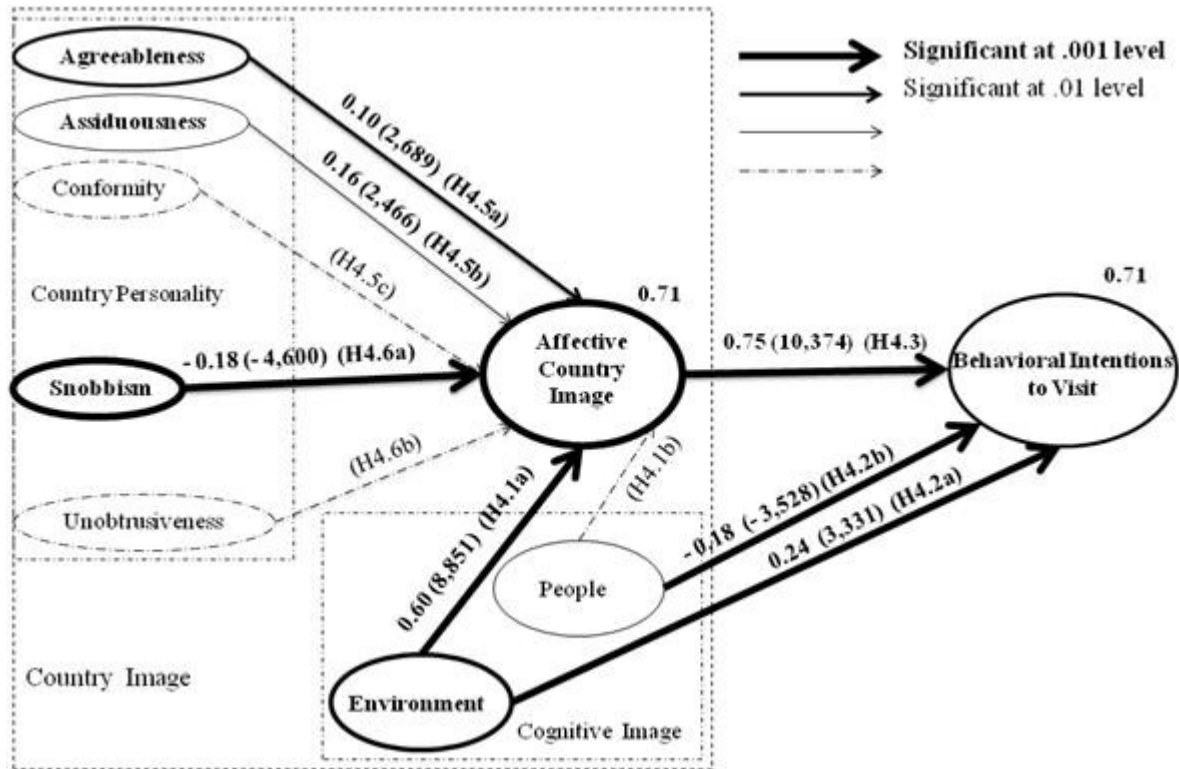 Agreeableness
Assiduousness
Conformity
Country Personality
Snobbism
Unobtrusiveness
Country Image
0.10 (2,689) (H4.5a)
0.16 (2,466) (H4.5b)
(H4.5c)
- 0.18 (- 4,600) (H4.6a)
(H4.6b)
0.60 (8,851) (H4.1a)
(H4.1b)
0.71
Affective
Country
Image
People
Environment
Cognitive Image
0.75 (10,374) (H4.3)
- 0.18 (- 3,528) (H4.2b)
0.24 (3,331) (H4.2a)
0.71
Behavioral Intentions
to Visit
Significant at .001 level
Significant at .01 level